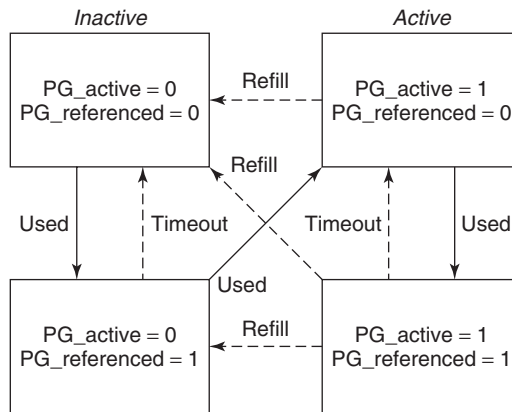 Inactive
Active
PG_active = 0
PG_referenced = 0
Refill
PG_active = 1
PG_referenced = 0
Refill
Used
Timeout
Timeout
Used
Used
PG_active = 0
PG_referenced = 1
Refill
PG_active = 1
PG_referenced = 1